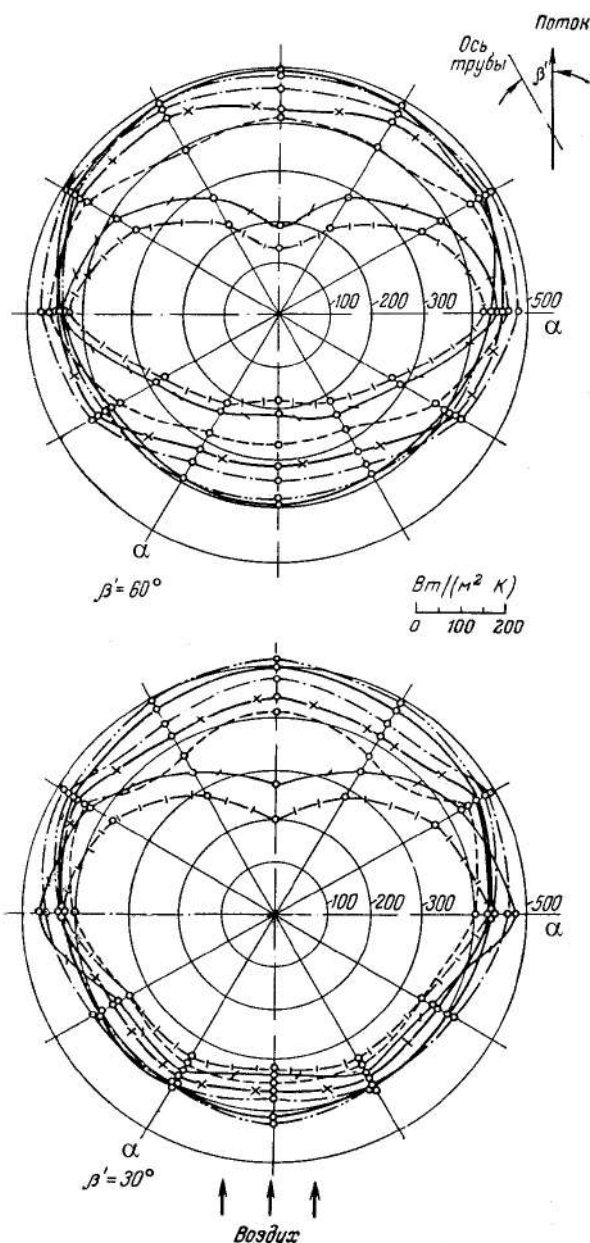 Поток
Ось
трубы
β'
100 200 300 500
α
α
β'= 60°
Вт/(м² К)
0 100 200
100 200 300 500
α
α
β'= 30°
Воздух